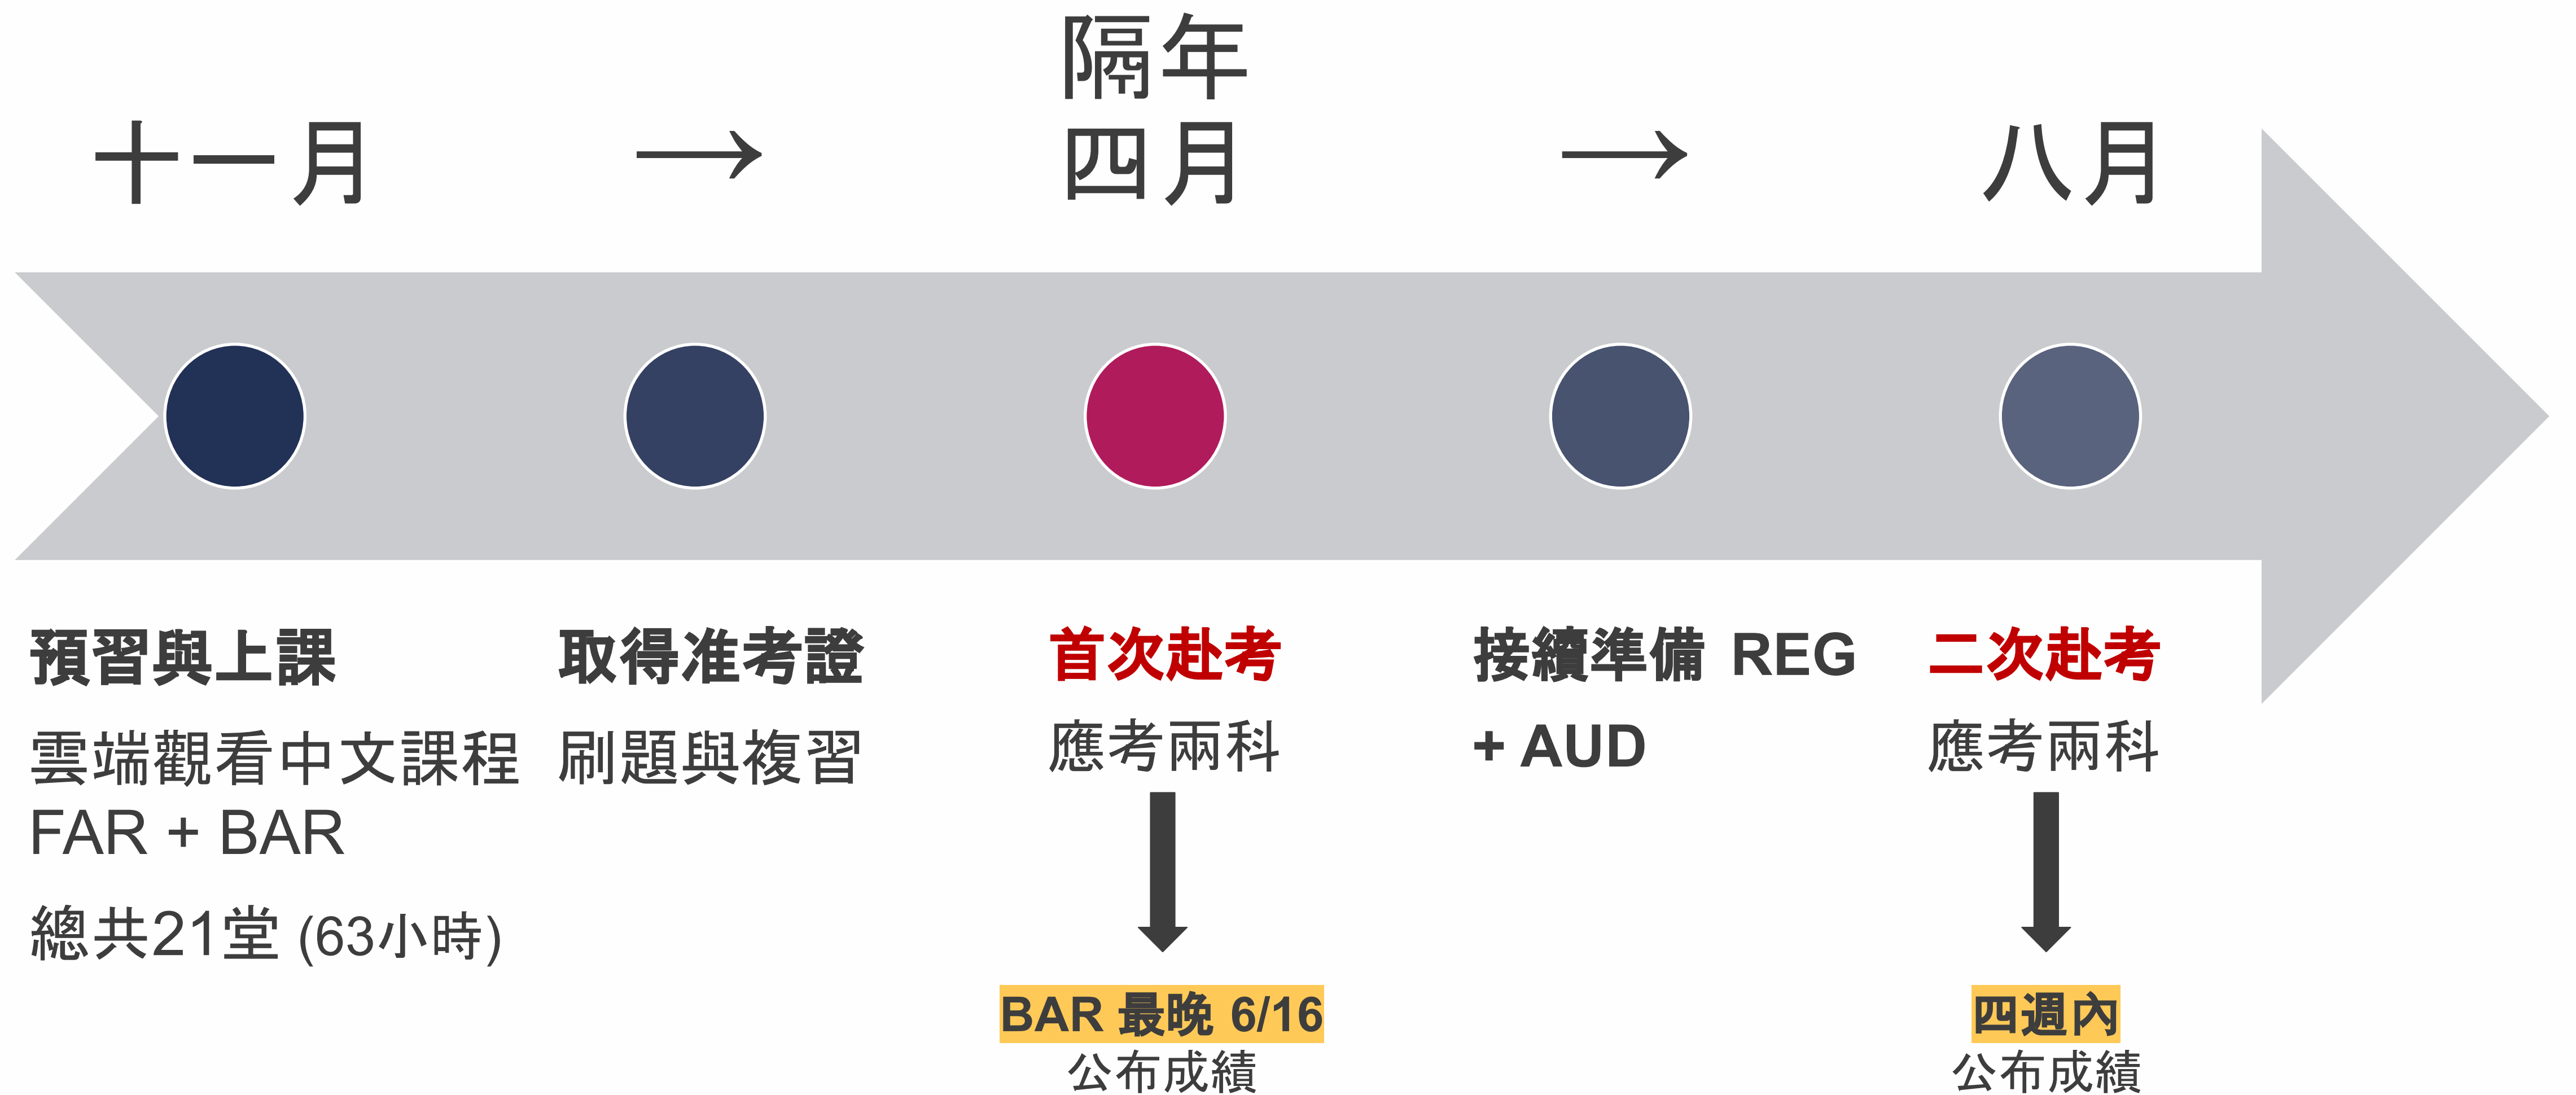 十一月
→
隔年
四月
→
八月
預習與上課
雲端觀看中文課程
FAR + BAR
總共21堂 (63小時)
取得准考證
刷題與複習
首次赴考
應考兩科
BAR 最晚 6/16
公布成績
接續準備 REG
+ AUD
二次赴考
應考兩科
四週內
公布成績